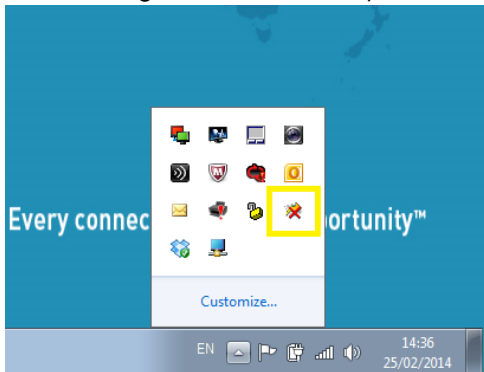 Every connec ortunity™
Customize...
EN
14:36
25/02/2014